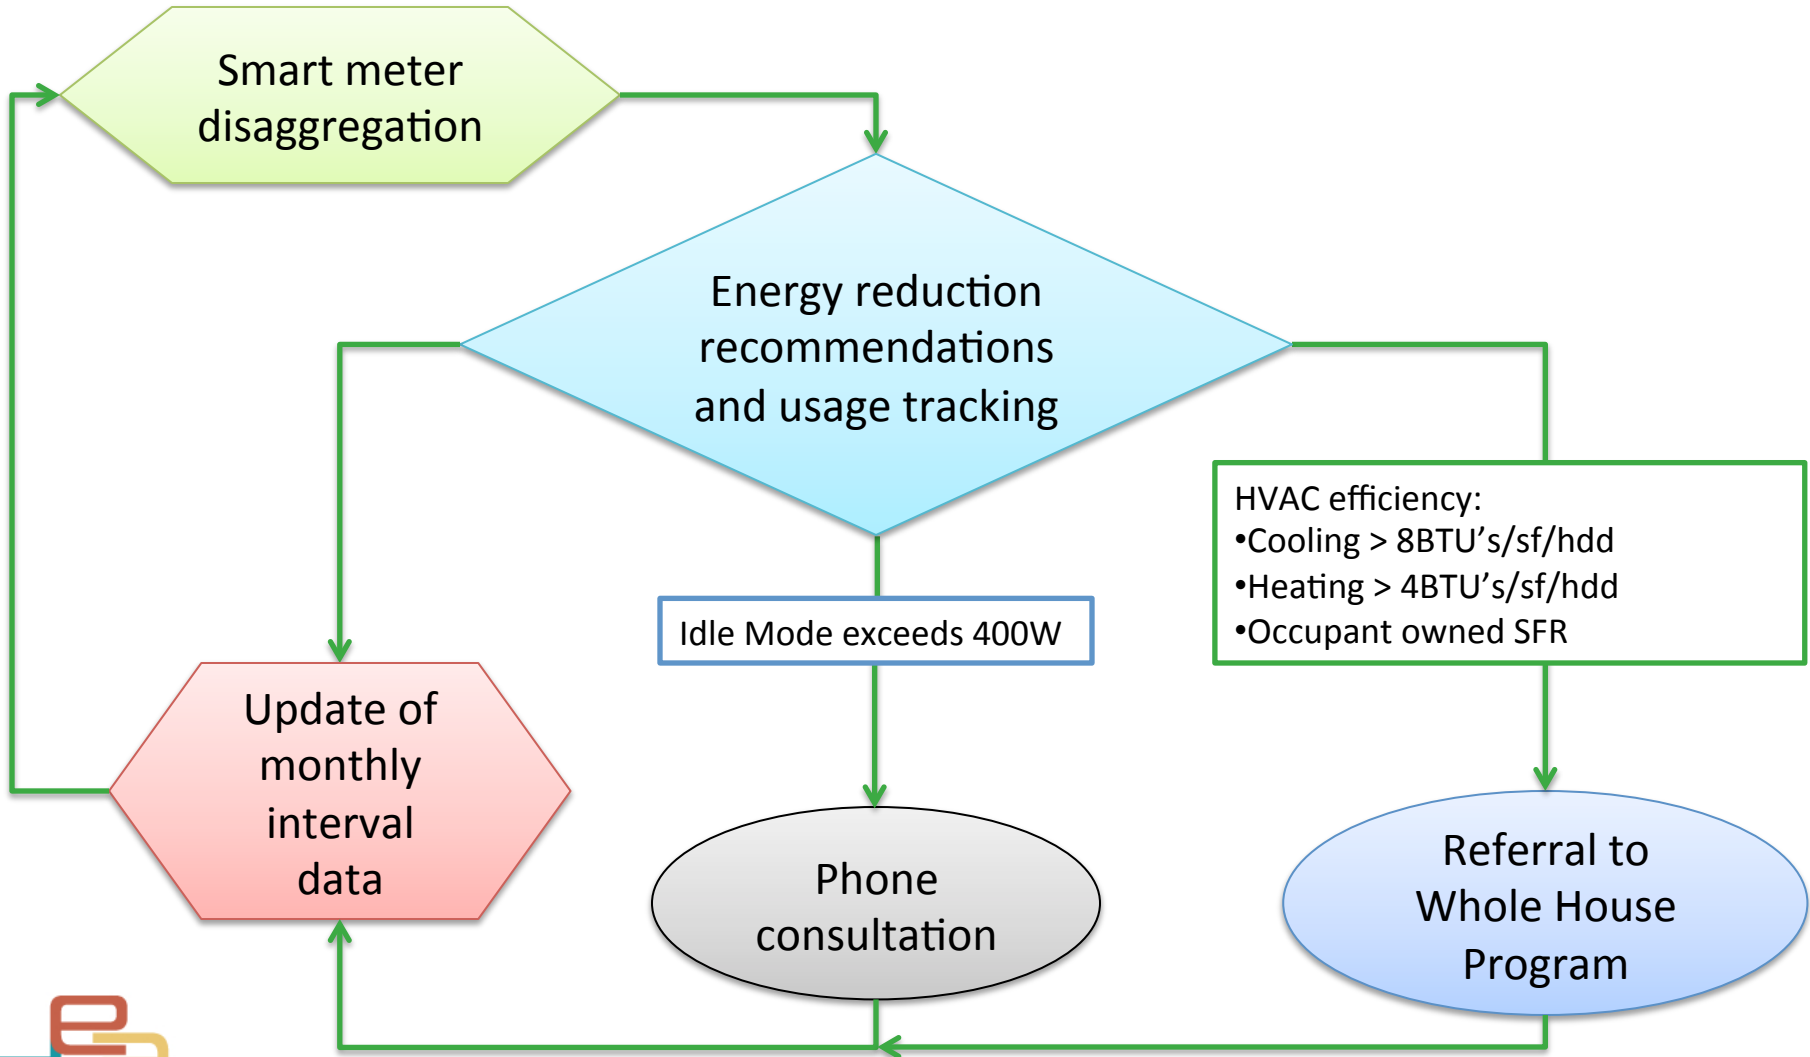 Smart meter
disaggregation
Energy reduction
recommendations
and usage tracking
HVAC efficiency:
•Cooling > 8BTU’s/sf/hdd
•Heating > 4BTU’s/sf/hdd
•Occupant owned SFR
Idle Mode exceeds 400W
Update of
monthly
interval
data
Phone
consultation
Referral to
Whole House
Program